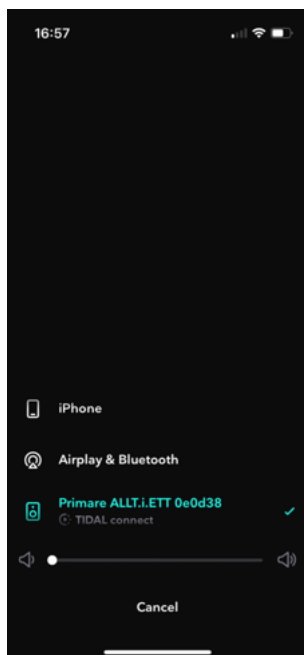 16:57
iPhone
Airplay & Bluetooth
Primare ALLT.i.ETT 0e0d38
TIDAL connect
Cancel